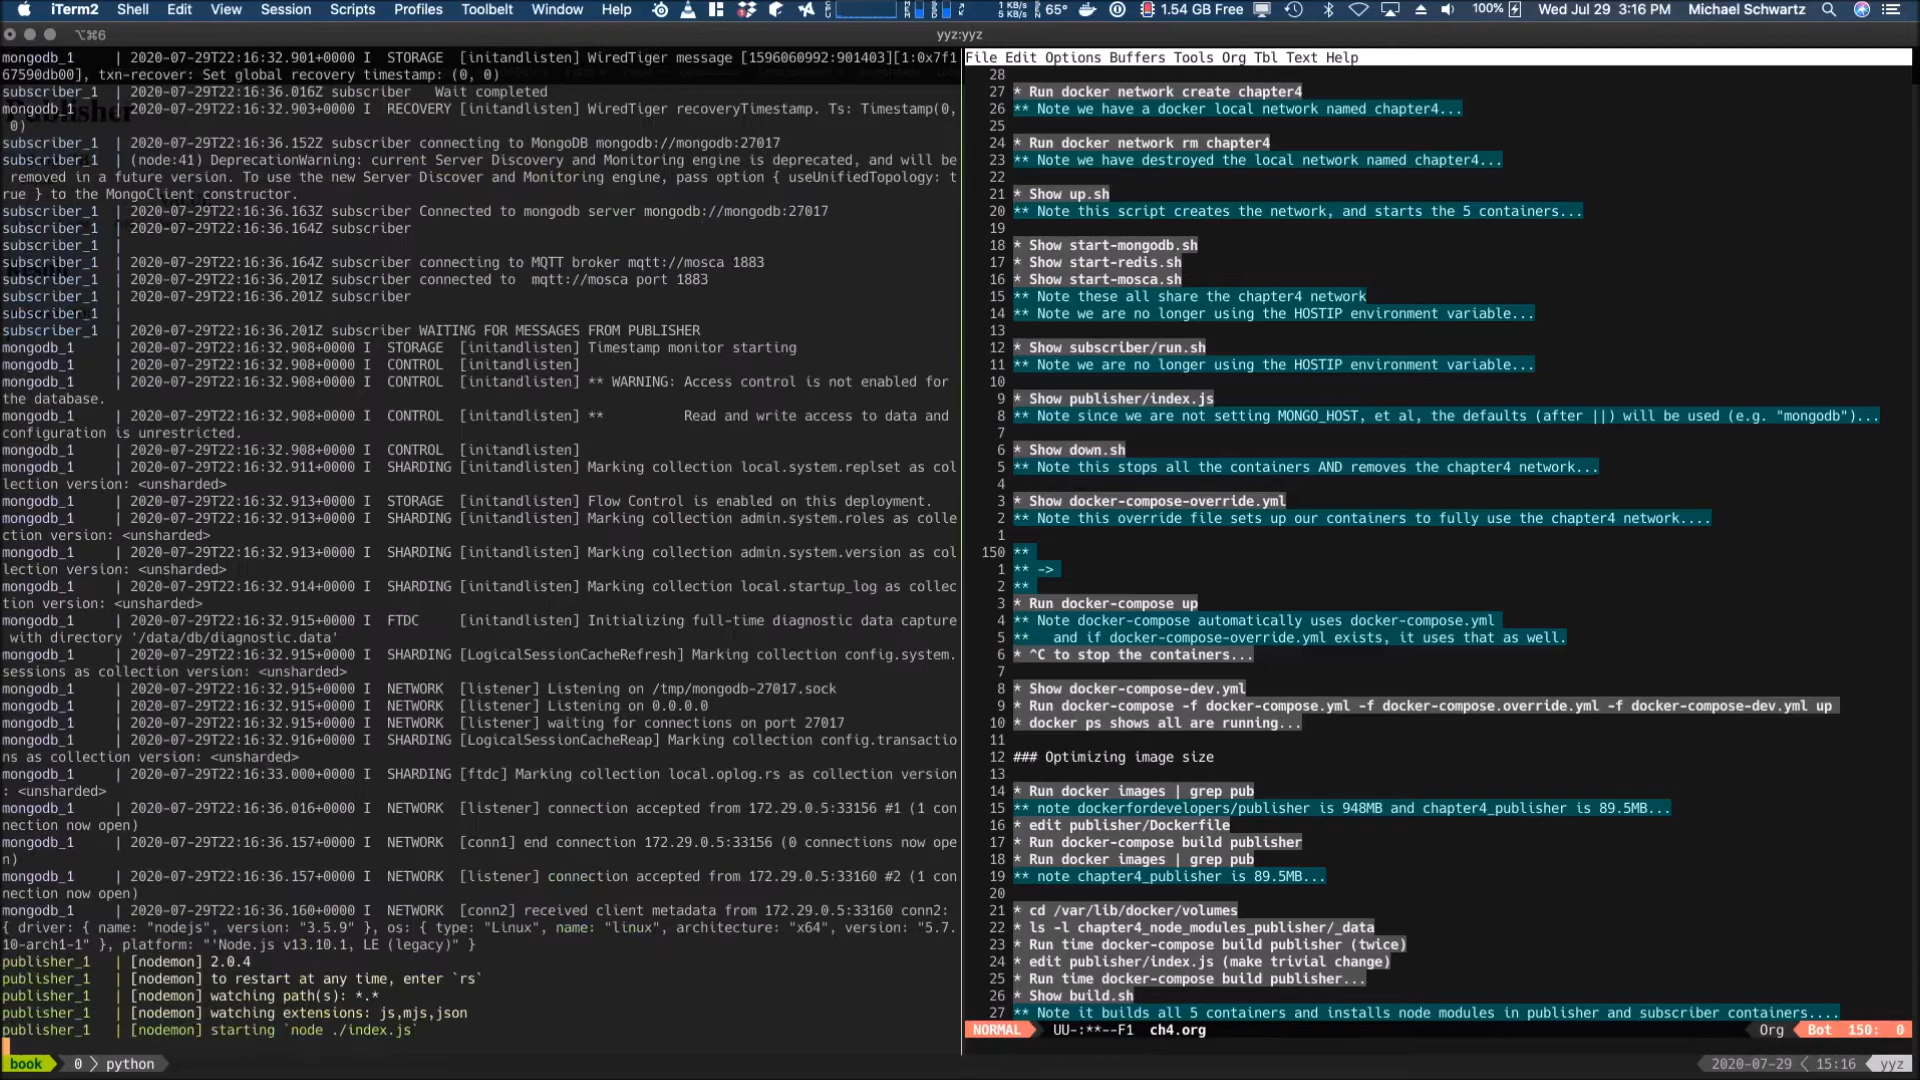 iTerm2 Shell Edit View Session Scripts Profiles Toolbelt Window Help 1 KB/s 5 KB/s 65° 1.54 GB Free 100% Wed Jul 29 3:16 PM Michael Schwartz
⌥⌘6 yyz:yyz
mongodb_1 | 2020-07-29T22:16:32.901+0000 I STORAGE [initandlisten] WiredTiger message [1596060992:901403][1:0x7f1
67590db00], txn-recover: Set global recovery timestamp: (0, 0)
subscriber_1 | 2020-07-29T22:16:36.016Z subscriber Wait completed
mongodb_1 | 2020-07-29T22:16:32.903+0000 I RECOVERY [initandlisten] WiredTiger recoveryTimestamp. Ts: Timestamp(0,
0)
subscriber_1 | 2020-07-29T22:16:36.152Z subscriber connecting to MongoDB mongodb://mongodb:27017
subscriber_1 | (node:41) DeprecationWarning: current Server Discovery and Monitoring engine is deprecated, and will be
removed in a future version. To use the new Server Discover and Monitoring engine, pass option { useUnifiedTopology: t
rue } to the MongoClient constructor.
subscriber_1 | 2020-07-29T22:16:36.163Z subscriber Connected to mongodb server mongodb://mongodb:27017
subscriber_1 | 2020-07-29T22:16:36.164Z subscriber
subscriber_1 |
subscriber_1 | 2020-07-29T22:16:36.164Z subscriber connecting to MQTT broker mqtt://mosca 1883
subscriber_1 | 2020-07-29T22:16:36.201Z subscriber connected to mqtt://mosca port 1883
subscriber_1 | 2020-07-29T22:16:36.201Z subscriber
subscriber_1 |
subscriber_1 | 2020-07-29T22:16:36.201Z subscriber WAITING FOR MESSAGES FROM PUBLISHER
mongodb_1 | 2020-07-29T22:16:32.908+0000 I STORAGE [initandlisten] Timestamp monitor starting
mongodb_1 | 2020-07-29T22:16:32.908+0000 I CONTROL [initandlisten]
mongodb_1 | 2020-07-29T22:16:32.908+0000 I CONTROL [initandlisten] ** WARNING: Access control is not enabled for
the database.
mongodb_1 | 2020-07-29T22:16:32.908+0000 I CONTROL [initandlisten] ** Read and write access to data and
configuration is unrestricted.
mongodb_1 | 2020-07-29T22:16:32.908+0000 I CONTROL [initandlisten]
mongodb_1 | 2020-07-29T22:16:32.911+0000 I SHARDING [initandlisten] Marking collection local.system.replset as col
lection version: <unsharded>
mongodb_1 | 2020-07-29T22:16:32.913+0000 I STORAGE [initandlisten] Flow Control is enabled on this deployment.
mongodb_1 | 2020-07-29T22:16:32.913+0000 I SHARDING [initandlisten] Marking collection admin.system.roles as colle
ction version: <unsharded>
mongodb_1 | 2020-07-29T22:16:32.913+0000 I SHARDING [initandlisten] Marking collection admin.system.version as col
lection version: <unsharded>
mongodb_1 | 2020-07-29T22:16:32.914+0000 I SHARDING [initandlisten] Marking collection local.startup_log as collec
tion version: <unsharded>
mongodb_1 | 2020-07-29T22:16:32.915+0000 I FTDC [initandlisten] Initializing full-time diagnostic data capture
with directory '/data/db/diagnostic.data'
mongodb_1 | 2020-07-29T22:16:32.915+0000 I SHARDING [LogicalSessionCacheRefresh] Marking collection config.system.
sessions as collection version: <unsharded>
mongodb_1 | 2020-07-29T22:16:32.915+0000 I NETWORK [listener] Listening on /tmp/mongodb-27017.sock
mongodb_1 | 2020-07-29T22:16:32.915+0000 I NETWORK [listener] Listening on 0.0.0.0
mongodb_1 | 2020-07-29T22:16:32.915+0000 I NETWORK [listener] waiting for connections on port 27017
mongodb_1 | 2020-07-29T22:16:32.916+0000 I SHARDING [LogicalSessionCacheReap] Marking collection config.transactio
ns as collection version: <unsharded>
mongodb_1 | 2020-07-29T22:16:33.000+0000 I SHARDING [ftdc] Marking collection local.oplog.rs as collection version
: <unsharded>
mongodb_1 | 2020-07-29T22:16:36.016+0000 I NETWORK [listener] connection accepted from 172.29.0.5:33156 #1 (1 con
nection now open)
mongodb_1 | 2020-07-29T22:16:36.157+0000 I NETWORK [conn1] end connection 172.29.0.5:33156 (0 connections now ope
n)
mongodb_1 | 2020-07-29T22:16:36.157+0000 I NETWORK [listener] connection accepted from 172.29.0.5:33160 #2 (1 con
nection now open)
mongodb_1 | 2020-07-29T22:16:36.160+0000 I NETWORK [conn2] received client metadata from 172.29.0.5:33160 conn2:
{ driver: { name: "nodejs", version: "3.5.9" }, os: { type: "Linux", name: "linux", architecture: "x64", version: "5.7.
10-arch1-1" }, platform: "'Node.js v13.10.1, LE (legacy)" }
publisher_1 | [nodemon] 2.0.4
publisher_1 | [nodemon] to restart at any time, enter `rs`
publisher_1 | [nodemon] watching path(s): *.*
publisher_1 | [nodemon] watching extensions: js,mjs,json
publisher_1 | [nodemon] starting `node ./index.js`
File Edit Options Buffers Tools Org Tbl Text Help
28
27 * Run docker network create chapter4
26 ** Note we have a docker local network named chapter4...
25
24 * Run docker network rm chapter4
23 ** Note we have destroyed the local network named chapter4...
22
21 * Show up.sh
20 ** Note this script creates the network, and starts the 5 containers...
19
18 * Show start-mongodb.sh
17 * Show start-redis.sh
16 * Show start-mosca.sh
15 ** Note these all share the chapter4 network
14 ** Note we are no longer using the HOSTIP environment variable...
13
12 * Show subscriber/run.sh
11 ** Note we are no longer using the HOSTIP environment variable...
10
9 * Show publisher/index.js
8 ** Note since we are not setting MONGO_HOST, et al, the defaults (after ||) will be used (e.g. "mongodb")...
7
6 * Show down.sh
5 ** Note this stops all the containers AND removes the chapter4 network...
4
3 * Show docker-compose-override.yml
2 ** Note this override file sets up our containers to fully use the chapter4 network....
1
150 **
1 ** ->
2 **
3 * Run docker-compose up
4 ** Note docker-compose automatically uses docker-compose.yml
5 ** and if docker-compose-override.yml exists, it uses that as well.
6 * ^C to stop the containers...
7
8 * Show docker-compose-dev.yml
9 * Run docker-compose -f docker-compose.yml -f docker-compose.override.yml -f docker-compose-dev.yml up
10 * docker ps shows all are running...
11
12 ### Optimizing image size
13
14 * Run docker images | grep pub
15 ** note dockerfordevelopers/publisher is 948MB and chapter4_publisher is 89.5MB...
16 * edit publisher/Dockerfile
17 * Run docker-compose build publisher
18 * Run docker images | grep pub
19 ** note chapter4_publisher is 89.5MB...
20
21 * cd /var/lib/docker/volumes
22 * ls -l chapter4_node_modules_publisher/_data
23 * Run time docker-compose build publisher (twice)
24 * edit publisher/index.js (make trivial change)
25 * Run time docker-compose build publisher...
26 * Show build.sh
27 ** Note it builds all 5 containers and installs node modules in publisher and subscriber containers....
NORMAL UU-:**--F1 ch4.org Org Bot 150: 0
book 0 python 2020-07-29 15:16 yyz